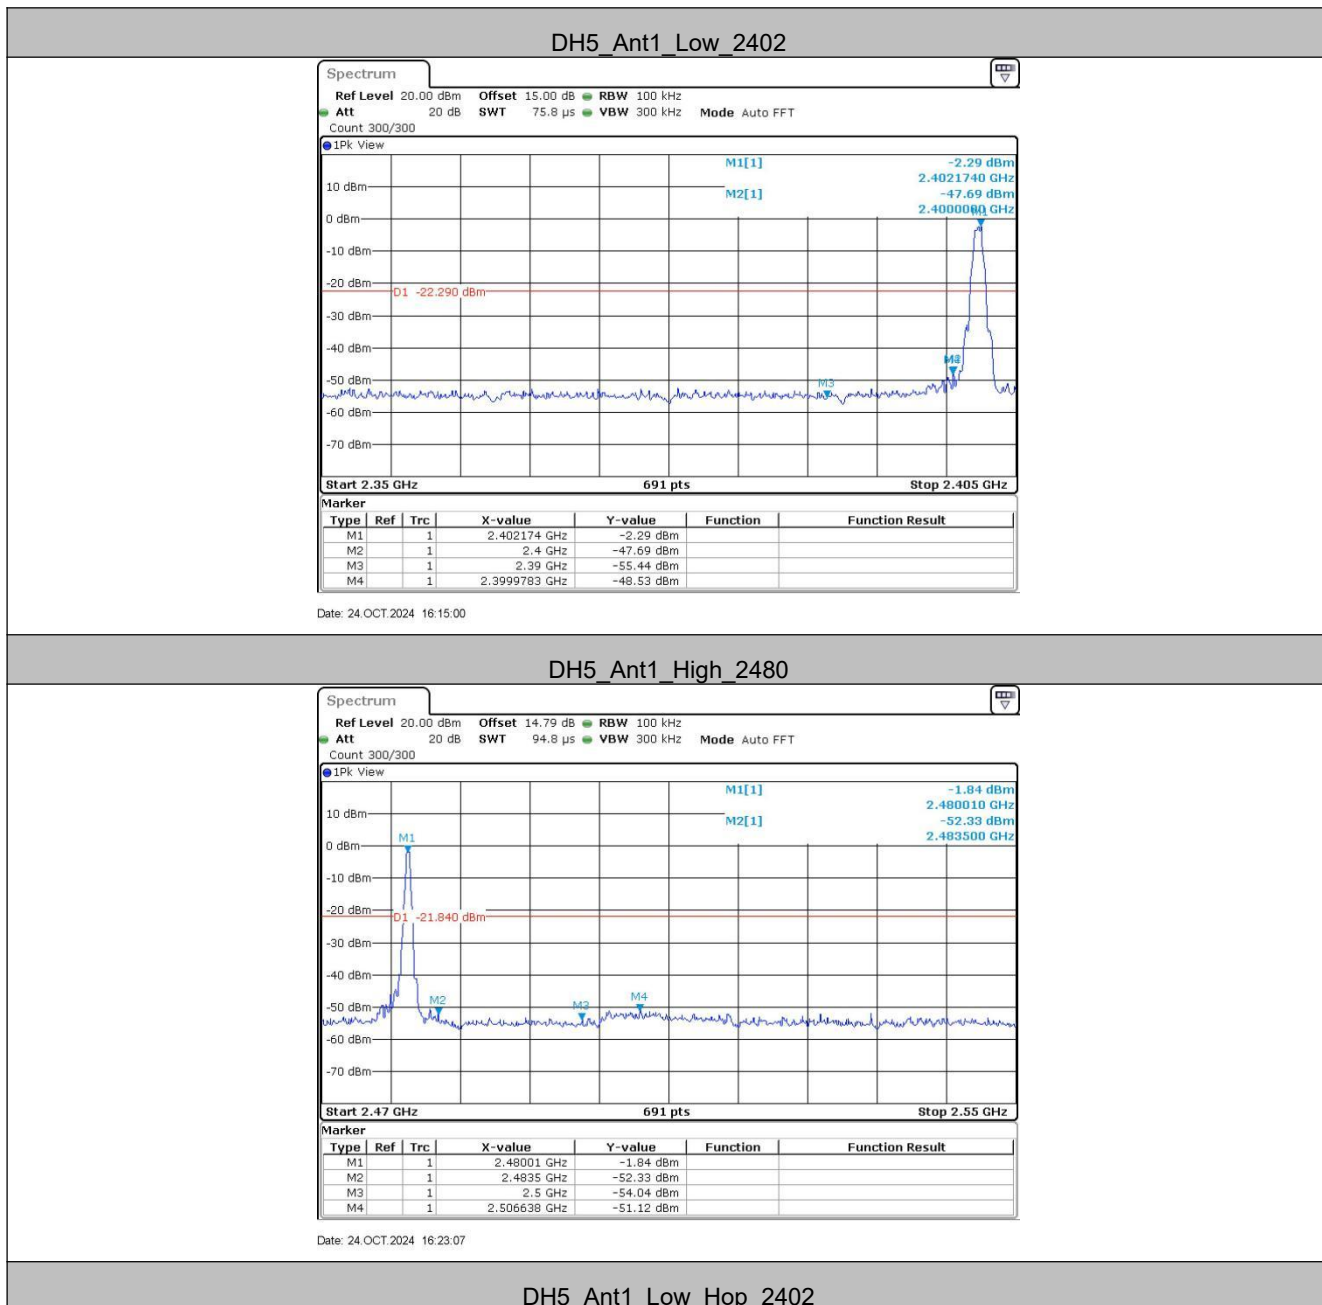 DH5_Ant1_Low_2402
Spectrum
Ref Level 20.00 dBm Offset 15.00 dB RBW 100 kHz
Att 20 dB SWT 75.8 µs VBW 300 kHz Mode Auto FFT
Count 300/300
1Pk View
M1[1] -2.29 dBm
2.4021740 GHz
10 dBm
M2[1] -47.69 dBm
2.4000000 GHz
M1
0 dBm
-10 dBm
-20 dBm
D1 -22.290 dBm
-30 dBm
-40 dBm
-50 dBm
M3
-60 dBm
-70 dBm
Start 2.35 GHz 691 pts Stop 2.405 GHz
Marker
Type Ref Trc X-value Y-value Function Function Result
M1 1 2.402174 GHz -2.29 dBm
M2 1 2.4 GHz -47.69 dBm
M3 1 2.39 GHz -55.44 dBm
M4 1 2.3999783 GHz -48.53 dBm
Date: 24.OCT.2024 16:15:00
DH5_Ant1_High_2480
Spectrum
Ref Level 20.00 dBm Offset 14.79 dB RBW 100 kHz
Att 20 dB SWT 94.8 µs VBW 300 kHz Mode Auto FFT
Count 300/300
1Pk View
M1[1] -1.84 dBm
2.480010 GHz
10 dBm
M2[1] -52.33 dBm
2.483500 GHz
M1
0 dBm
-10 dBm
-20 dBm
D1 -21.840 dBm
-30 dBm
-40 dBm
-50 dBm
M2 M3 M4
-60 dBm
-70 dBm
Start 2.47 GHz 691 pts Stop 2.55 GHz
Marker
Type Ref Trc X-value Y-value Function Function Result
M1 1 2.48001 GHz -1.84 dBm
M2 1 2.4835 GHz -52.33 dBm
M3 1 2.5 GHz -54.04 dBm
M4 1 2.506638 GHz -51.12 dBm
Date: 24.OCT.2024 16:23:07
DH5_Ant1_Low_Hop_2402